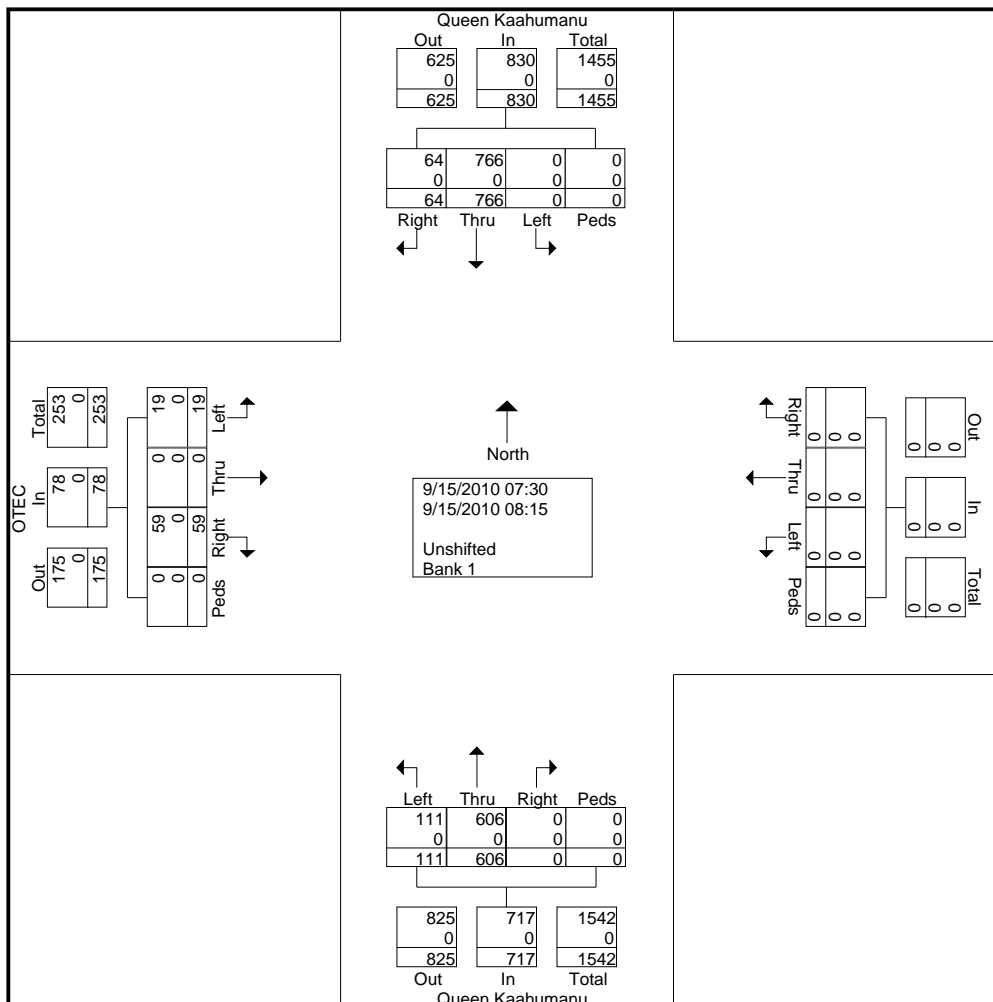 Queen Kaahumanu
Out In Total
625 830 1455
0 0 0
625 830 1455
64 766 0 0
0 0 0 0
64 766 0 0
Right Thru Left Peds
OTEC
Total In Out
253 78 175
0 0 0
253 78 175
19 0 59 0
0 0 0 0
19 0 59 0
Left Thru Right Peds
North
9/15/2010 07:30
9/15/2010 08:15
Unshifted
Bank 1
Right Thru Left Peds
0 0 0 0
0 0 0 0
0 0 0 0
Out In Total
0 0 0
0 0 0
0 0 0
Left Thru Right Peds
111 606 0 0
0 0 0 0
111 606 0 0
825 717 1542
0 0 0
825 717 1542
Out In Total
Queen Kaahumanu